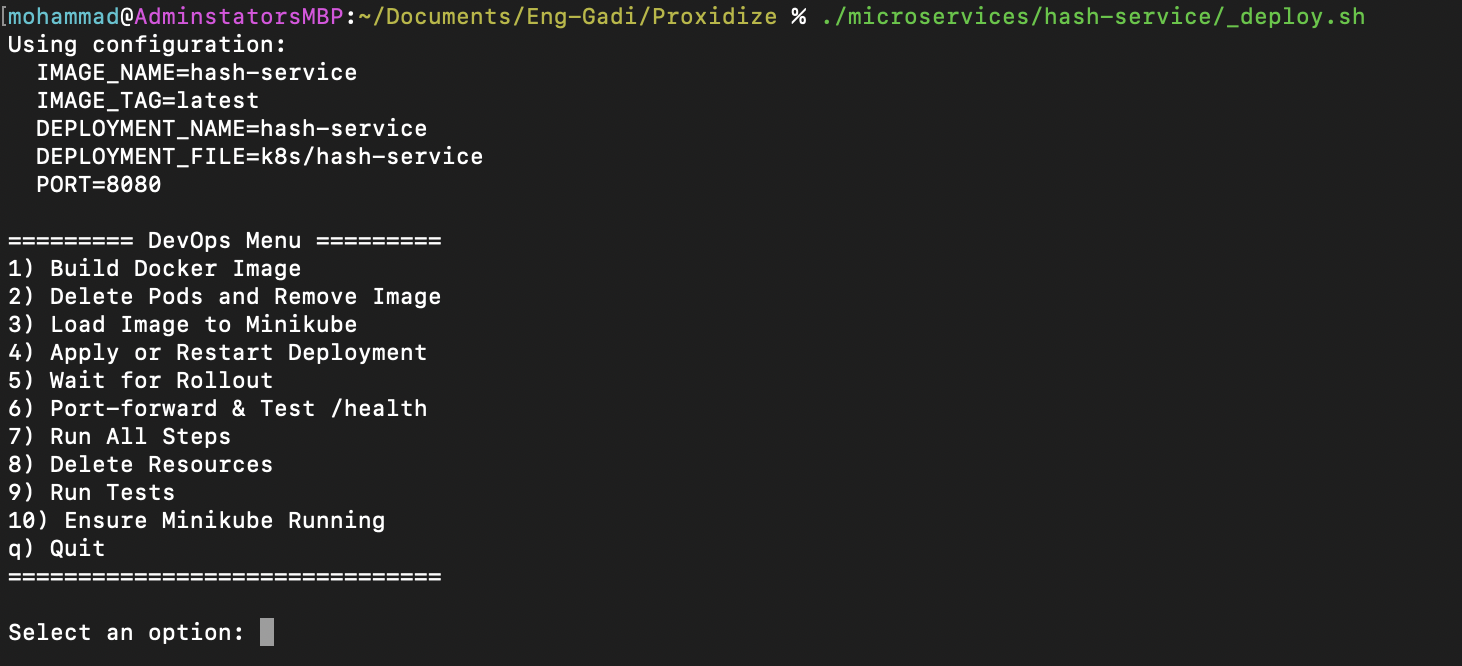 [mohammad@AdminstatorsMBP:~/Documents/Eng-Gadi/Proxidize % ./microservices/hash-service/_deploy.sh
Using configuration:
  IMAGE_NAME=hash-service
  IMAGE_TAG=latest
  DEPLOYMENT_NAME=hash-service
  DEPLOYMENT_FILE=k8s/hash-service
  PORT=8080

========= DevOps Menu =========
1) Build Docker Image
2) Delete Pods and Remove Image
3) Load Image to Minikube
4) Apply or Restart Deployment
5) Wait for Rollout
6) Port-forward & Test /health
7) Run All Steps
8) Delete Resources
9) Run Tests
10) Ensure Minikube Running
q) Quit
===============================

Select an option: